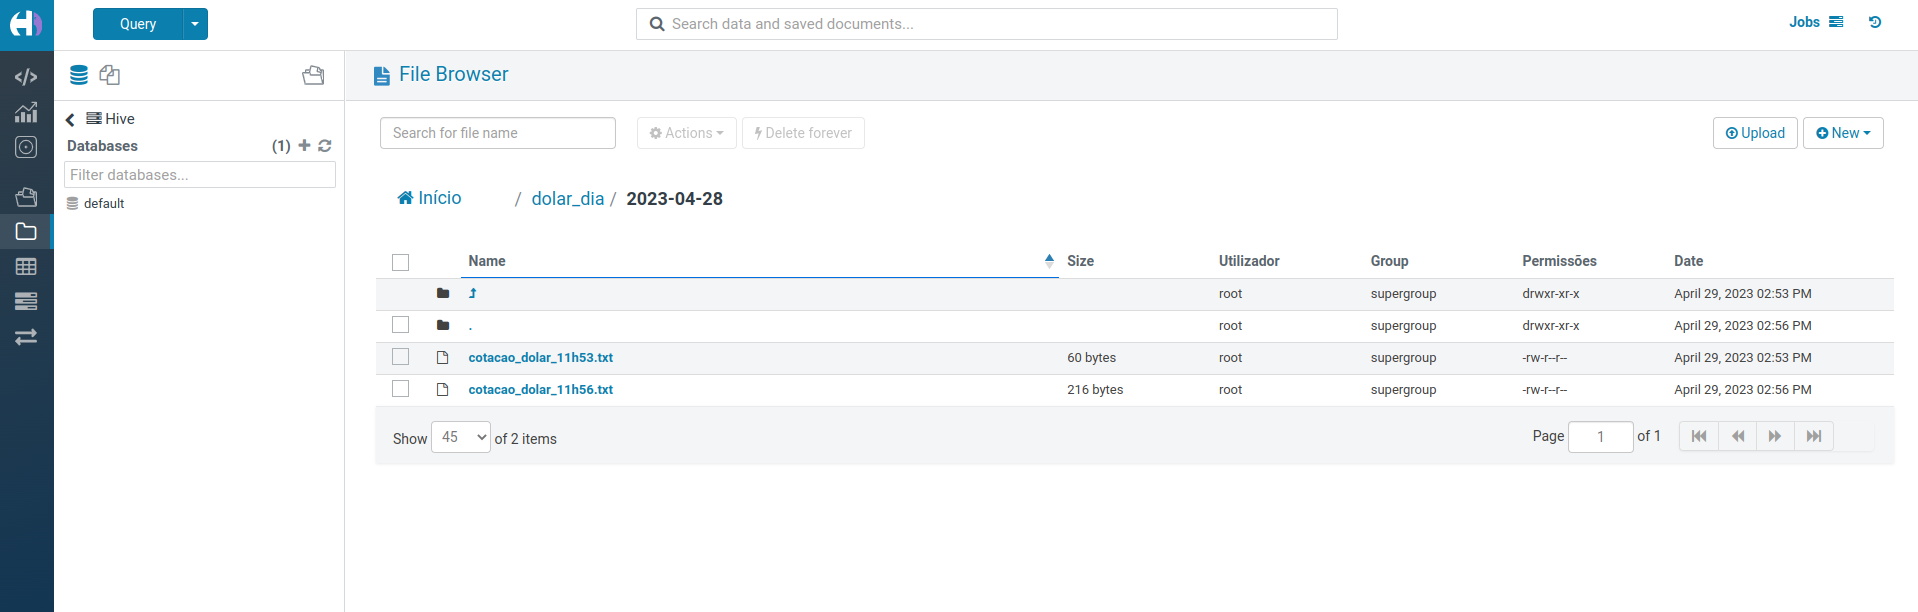 Query
Search data and saved documents...
Jobs
File Browser
Hive
Databases (1)
Filter databases...
default
Search for file name
Actions
Delete forever
Upload
New
Início / dolar_dia / 2023-04-28
Name Size Utilizador Group Permissões Date
root supergroup drwxr-xr-x April 29, 2023 02:53 PM
. root supergroup drwxr-xr-x April 29, 2023 02:56 PM
cotacao_dolar_11h53.txt 60 bytes root supergroup -rw-r--r-- April 29, 2023 02:53 PM
cotacao_dolar_11h56.txt 216 bytes root supergroup -rw-r--r-- April 29, 2023 02:56 PM
Show 45 of 2 items
Page 1 of 1